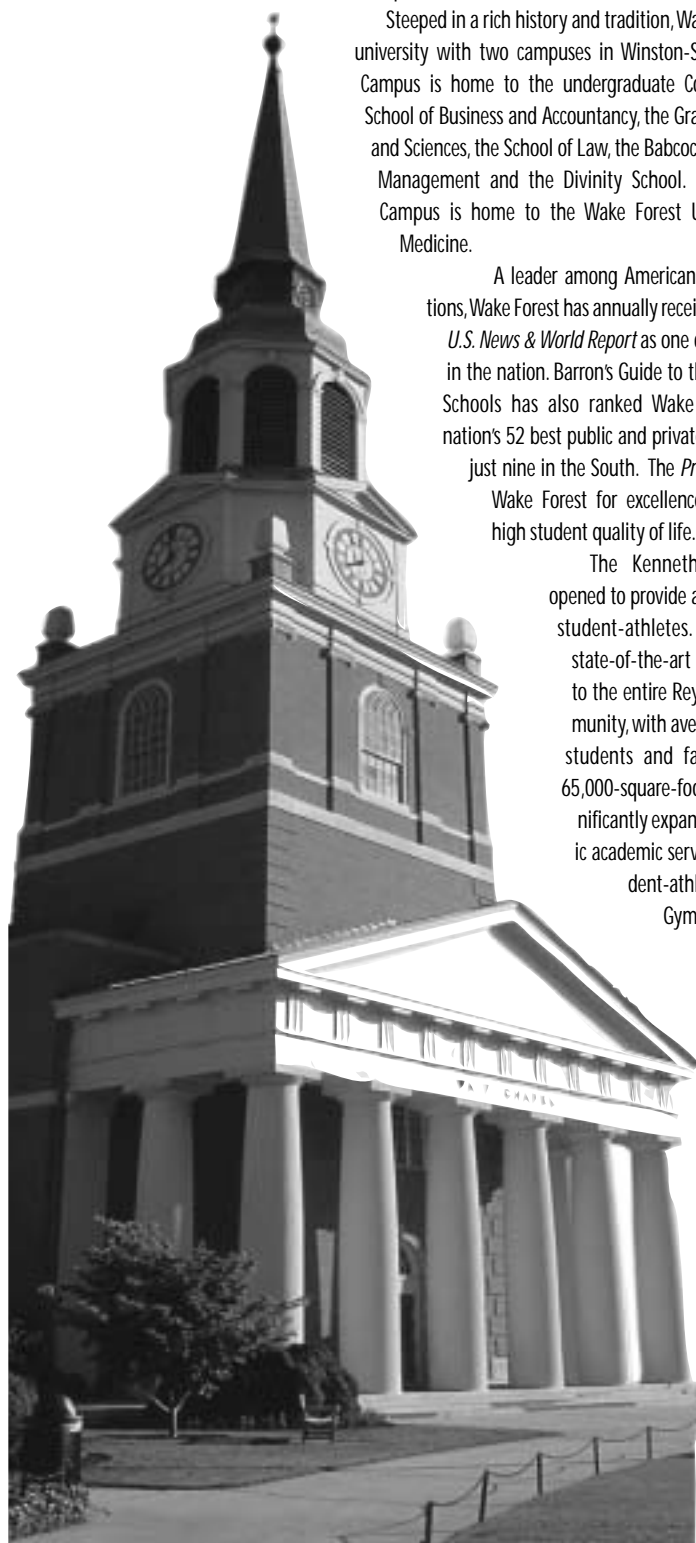 Steeped in a rich history and tradition, Wa
university with two campuses in Winston-S
Campus is home to the undergraduate Co
School of Business and Accountancy, the Gra
and Sciences, the School of Law, the Babcoc
Management and the Divinity School.
Campus is home to the Wake Forest U
Medicine.
A leader among American
tions, Wake Forest has annually recei
U.S. News & World Report as one o
in the nation. Barron's Guide to th
Schools has also ranked Wake
nation's 52 best public and privat
just nine in the South. The Pr
Wake Forest for excellence
high student quality of life.
The Kenneth
opened to provide a
student-athletes.
state-of-the-art
to the entire Rey
munity, with ave
students and fa
65,000-square-foo
nificantly expan
ic academic serv
dent-athl
Gym
WAIT CHAPEL